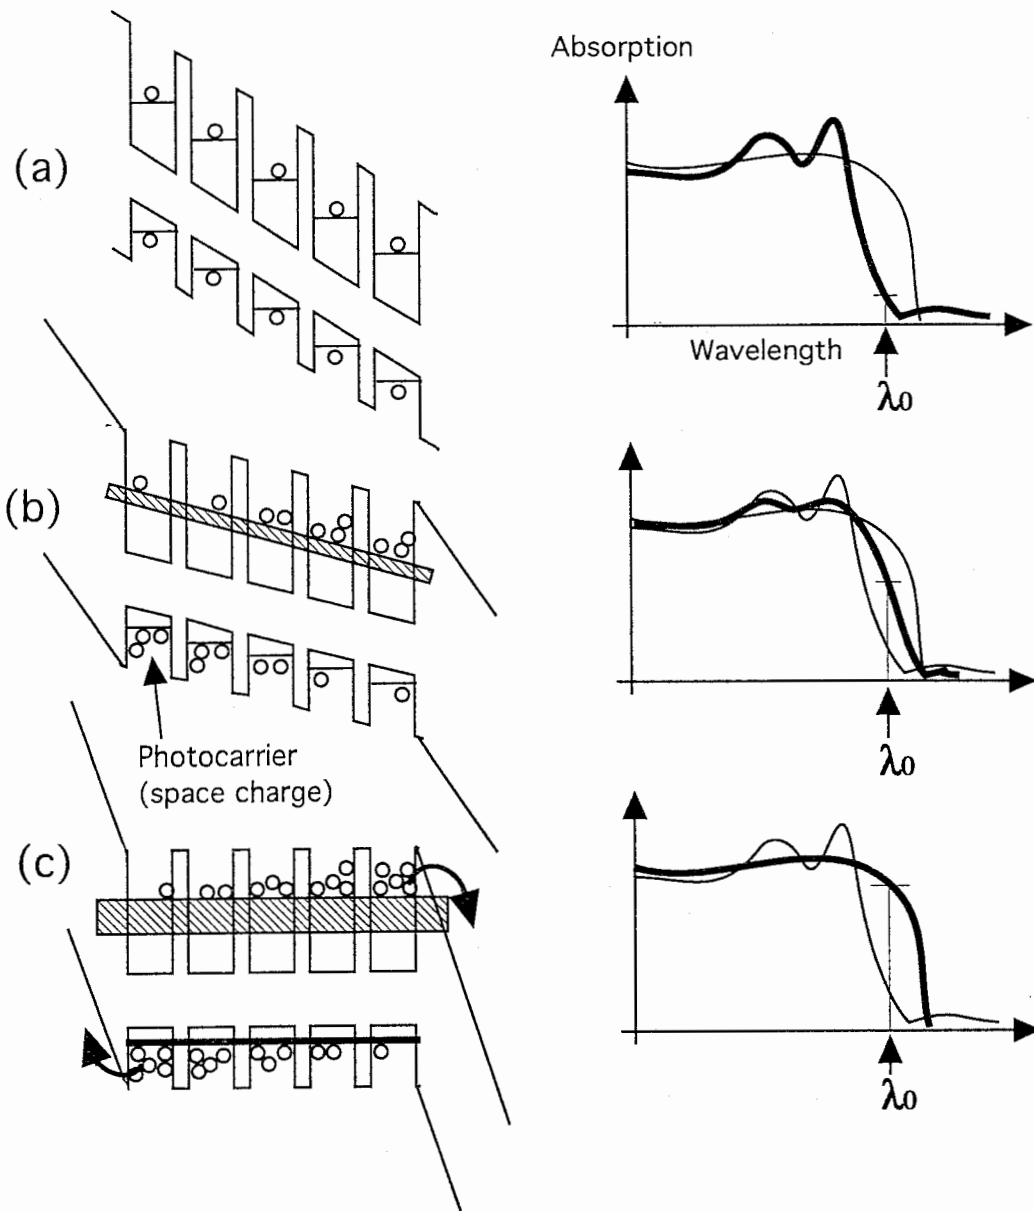 Absorption
(a)
Wavelength
λ0
(b)
λ0
Photocarrier
(space charge)
(c)
λ0